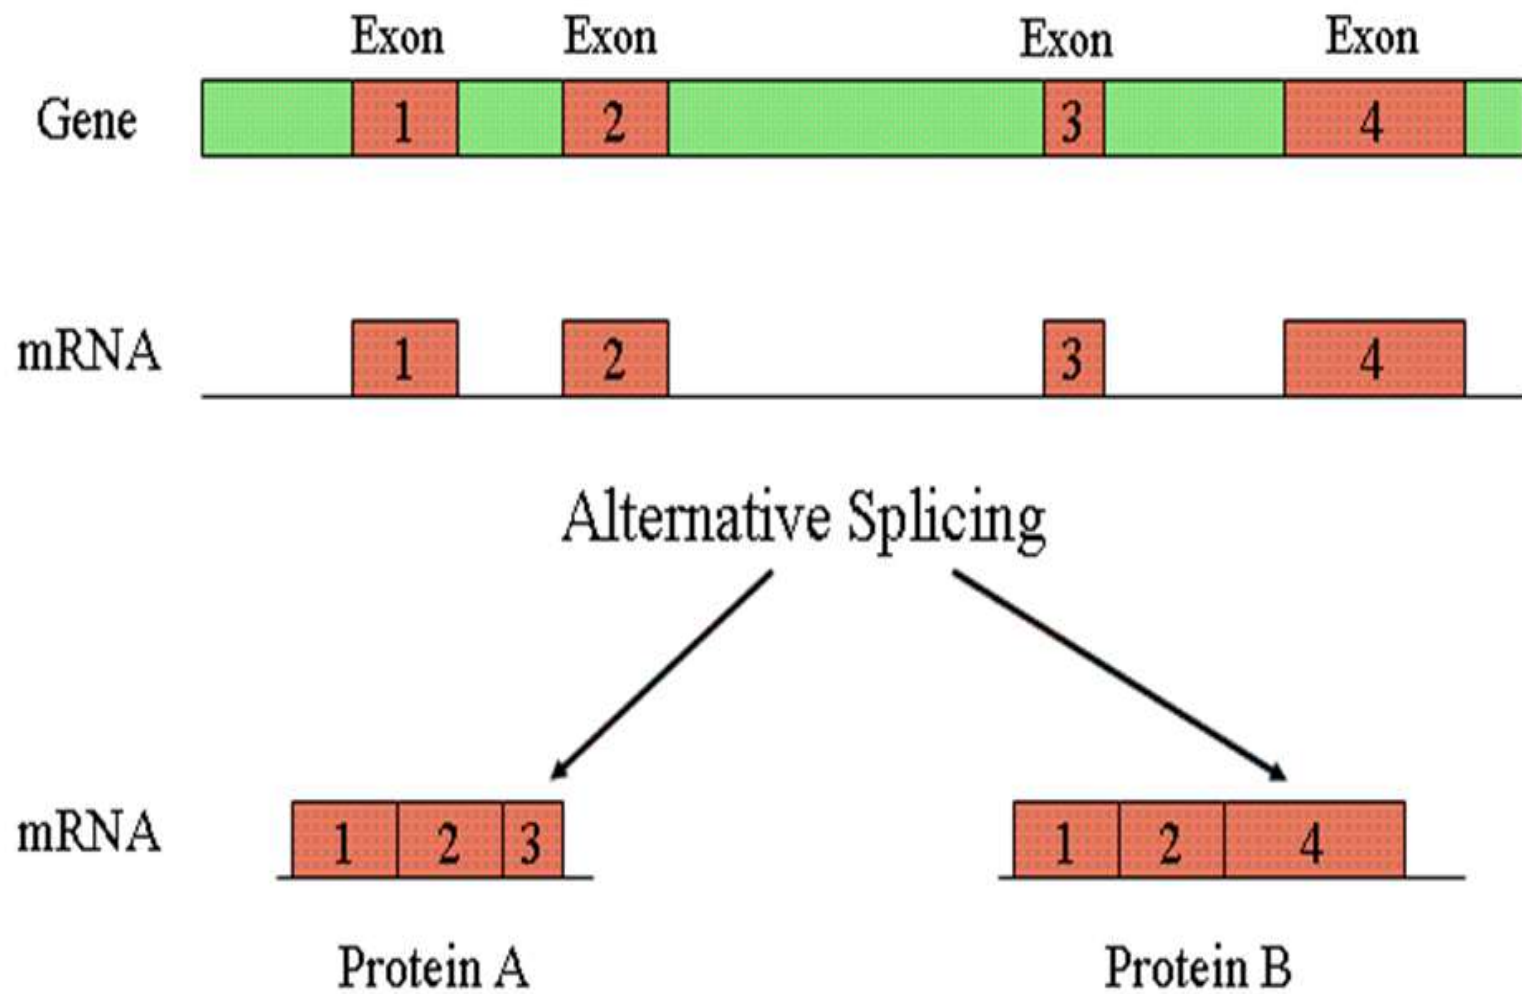 Exon Exon Exon Exon
Gene 1 2 3 4
mRNA 1 2 3 4
Alternative Splicing
mRNA 1 2 3 1 2 4
Protein A Protein B